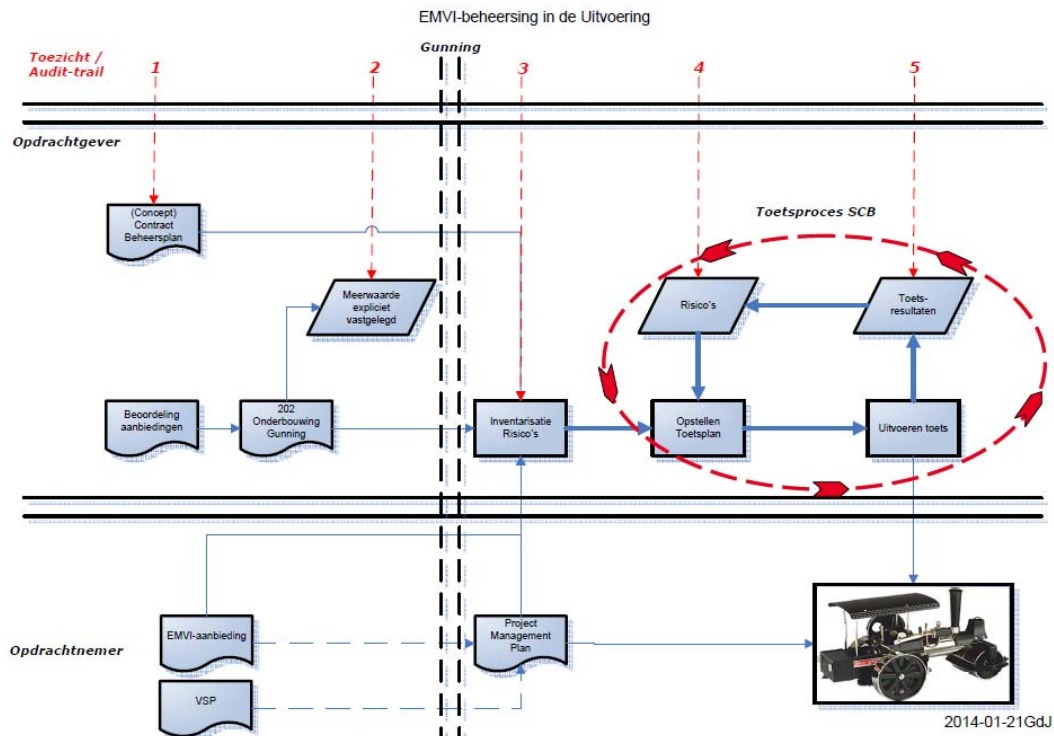 EMVI-beheersing in de Uitvoering
Gunning
Toezicht /
Audit-trail
1
2
3
4
5
Opdrachtgever
(Concept)
Contract
Beheersplan
Toetsproces SCB
Meerwaarde
expliciet
vastgelegd
Risico's
Toets-
resultaten
Beoordeling
aanbiedingen
202
Onderbouwing
Gunning
Inventarisatie
Risico's
Opstellen
Toetsplan
Uitvoeren toets
Opdrachtnemer
EMVI-aanbieding
Project
Management
Plan
VSP
2014-01-21GdJ